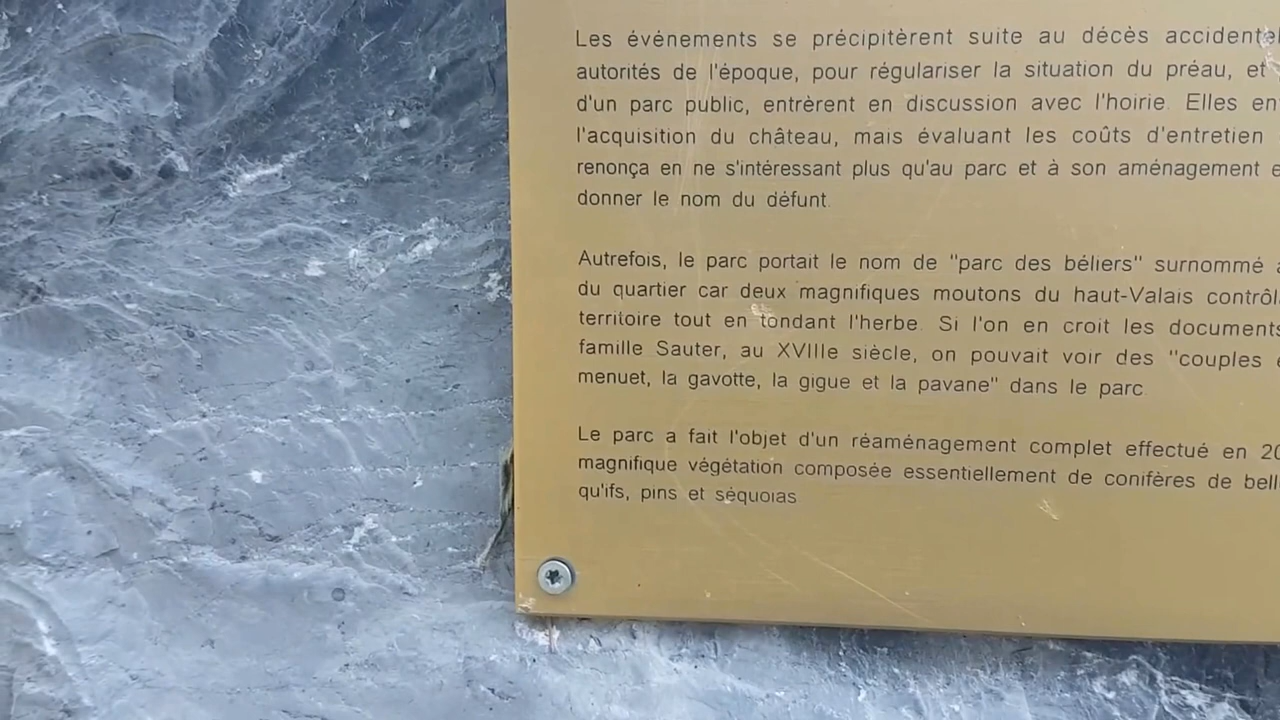 Les événements se précipitèrent suite au décès accidentel
autorités de l'époque, pour régulariser la situation du préau, et
d'un parc public, entrèrent en discussion avec l'hoirie. Elles
l'acquisition du château, mais évaluant les coûts d'entretien
renonça en ne s'intéressant plus qu'au parc et à son aménagement
donner le nom du défunt.
Autrefois, le parc portait le nom de "parc des béliers" surnommé
du quartier car deux magnifiques moutons du haut-Valais
territoire tout en tondant l'herbe. Si l'on en croit les documents
famille Sauter, au XVIIIe siècle, on pouvait voir des "couples
menuet, la gavotte, la gigue et la pavane" dans le parc.
Le parc a fait l'objet d'un réaménagement complet effectué en
magnifique végétation composée essentiellement de conifères de
qu'ifs, pins et séquoias